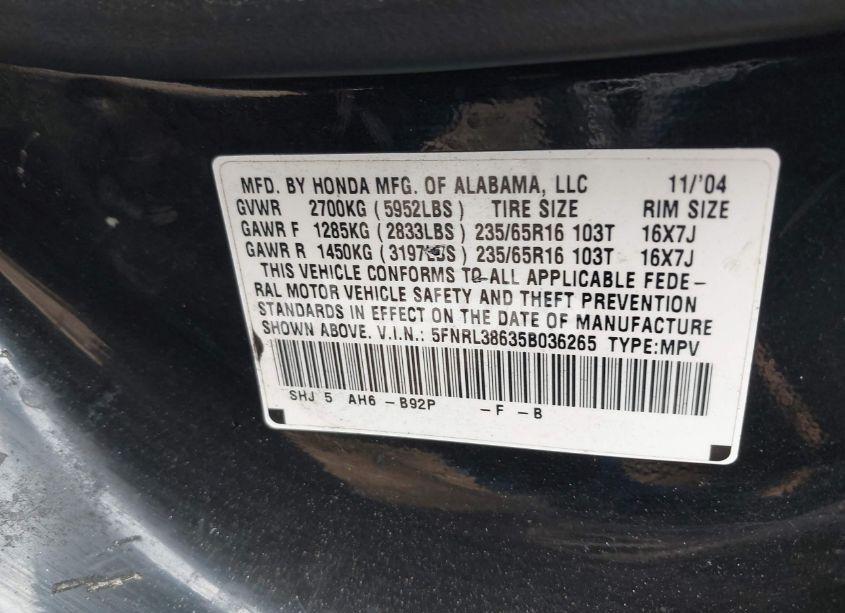 MFD. BY HONDA MFG. OF ALABAMA, LLC 11/'04
GVWR 2700KG (5952LBS) TIRE SIZE RIM SIZE
GAWR F 1285KG (2833LBS) 235/65R16 103T 16X7J
GAWR R 1450KG (3197LBS) 235/65R16 103T 16X7J
THIS VEHICLE CONFORMS TO ALL APPLICABLE FEDE-
RAL MOTOR VEHICLE SAFETY AND THEFT PREVENTION
STANDARDS IN EFFECT ON THE DATE OF MANUFACTURE
SHOWN ABOVE. V.I.N.: 5FNRL38635B036265 TYPE:MPV
SHJ 5 AH6 -B92P -F -B